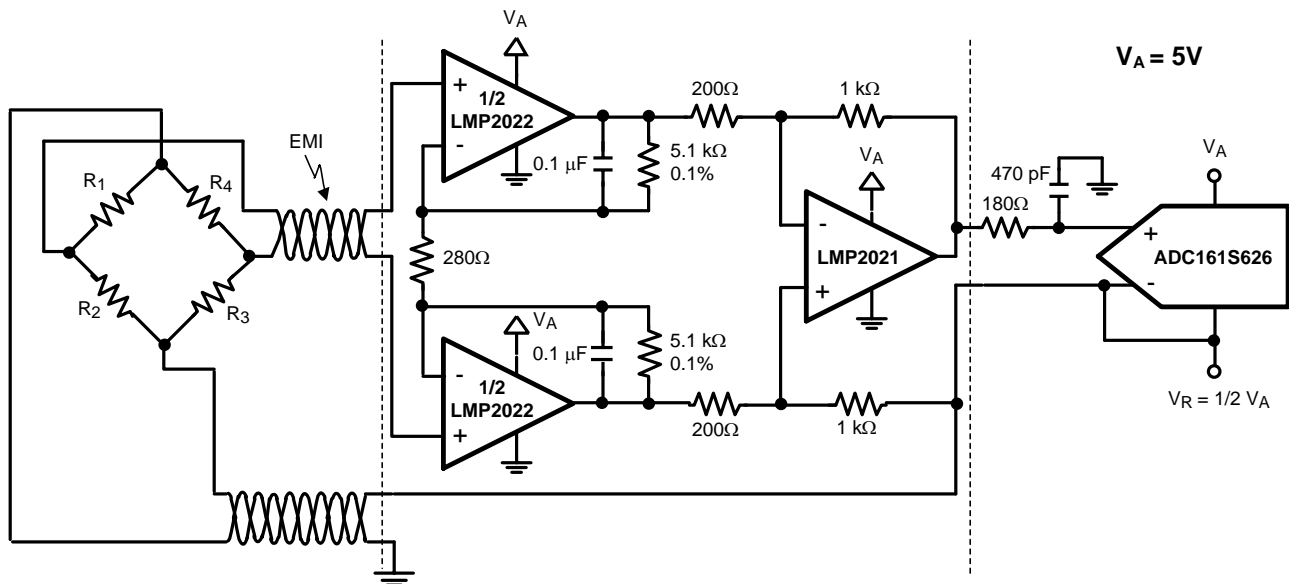 V_A
V_A = 5V
1/2
LMP2022
+
-
EMI
0.1 μF
5.1 kΩ
0.1%
200Ω
1 kΩ
V_A
R_1
R_4
R_2
R_3
280Ω
-
+
LMP2021
470 pF
180Ω
V_A
+
-
ADC161S626
V_A
-
+
1/2
LMP2022
0.1 μF
5.1 kΩ
0.1%
200Ω
1 kΩ
V_R = 1/2 V_A